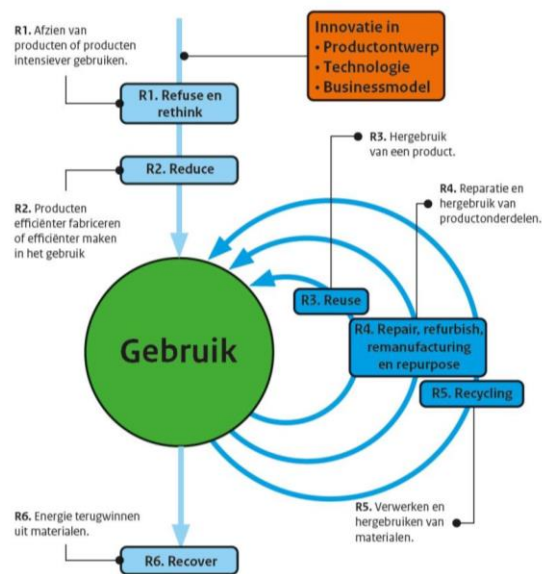 R1. Afzien van
producten of producten
intensiever gebruiken.
Innovatie in
• Productontwerp
• Technologie
• Businessmodel
R1. Refuse en
rethink
R2. Reduce
R3. Hergebruik
van een product.
R4. Reparatie en
hergebruik van
productonderdelen.
R2. Producten
efficiënter fabriceren
of efficiënter maken
in het gebruik
Gebruik
R3. Reuse
R4. Repair, refurbish,
remanufacturing
en repurpose
R5. Recycling
R5. Verwerken en
hergebruiken van
materialen.
R6. Energie terugwinnen
uit materialen.
R6. Recover